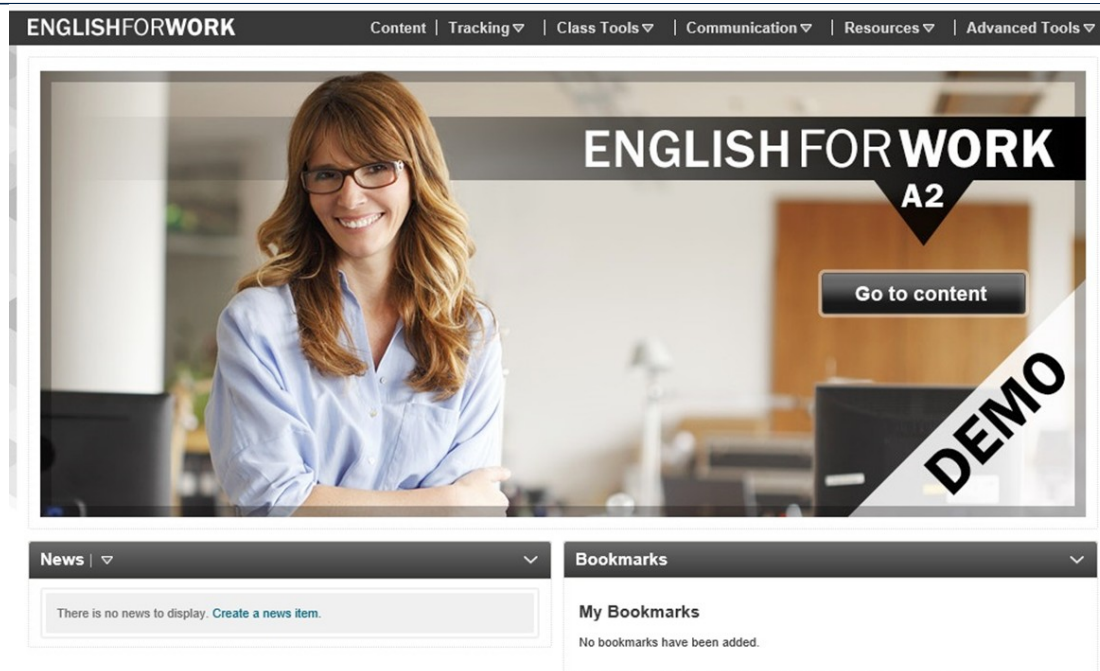 ENGLISHFORWORK
Content | Tracking | Class Tools | Communication | Resources | Advanced Tools
ENGLISH FOR WORK
A2
Go to content
DEMO
News |
There is no news to display. Create a news item.
Bookmarks
My Bookmarks
No bookmarks have been added.